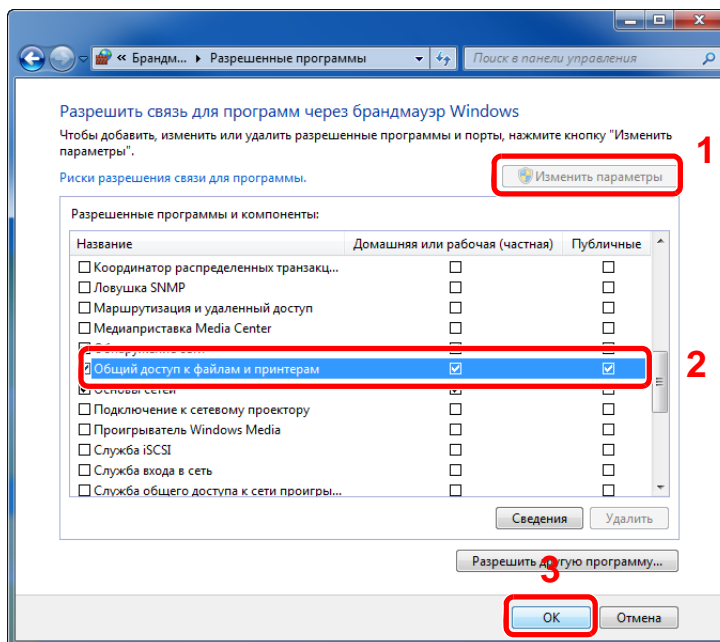 « Брандм... ▸ Разрешенные программы
Поиск в панели управления
Разрешить связь для программ через брандмауэр Windows
Чтобы добавить, изменить или удалить разрешенные программы и порты, нажмите кнопку "Изменить
параметры".
1
Риски разрешения связи для программы.
Изменить параметры
Разрешенные программы и компоненты:
Название Домашняя или рабочая (частная) Публичные
Координатор распределенных транзакц...
Ловушка SNMP
Маршрутизация и удаленный доступ
Медиаприставка Media Center
Обнаружение сети
Общий доступ к файлам и принтерам
2
Основы сетей
Подключение к сетевому проектору
Проигрыватель Windows Media
Служба iSCSI
Служба входа в сеть
Служба общего доступа к сети проигры...
Сведения Удалить
Разрешить другую программу...
3
ОК Отмена